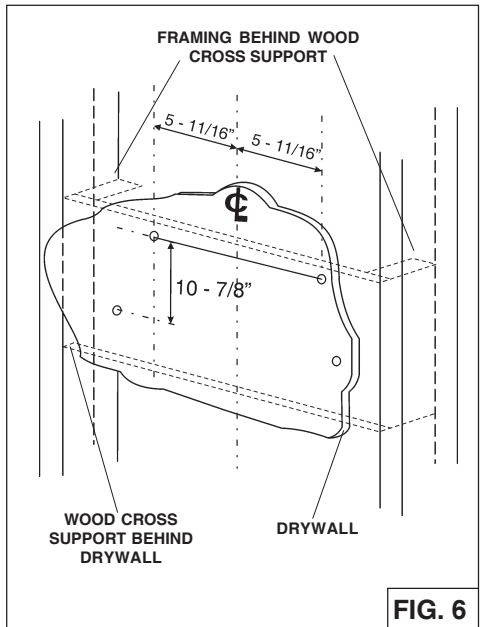 FRAMING BEHIND WOOD
CROSS SUPPORT
5 - 11/16”
5 - 11/16”
℄
10 - 7/8”
WOOD CROSS
SUPPORT BEHIND
DRYWALL
DRYWALL
FIG. 6